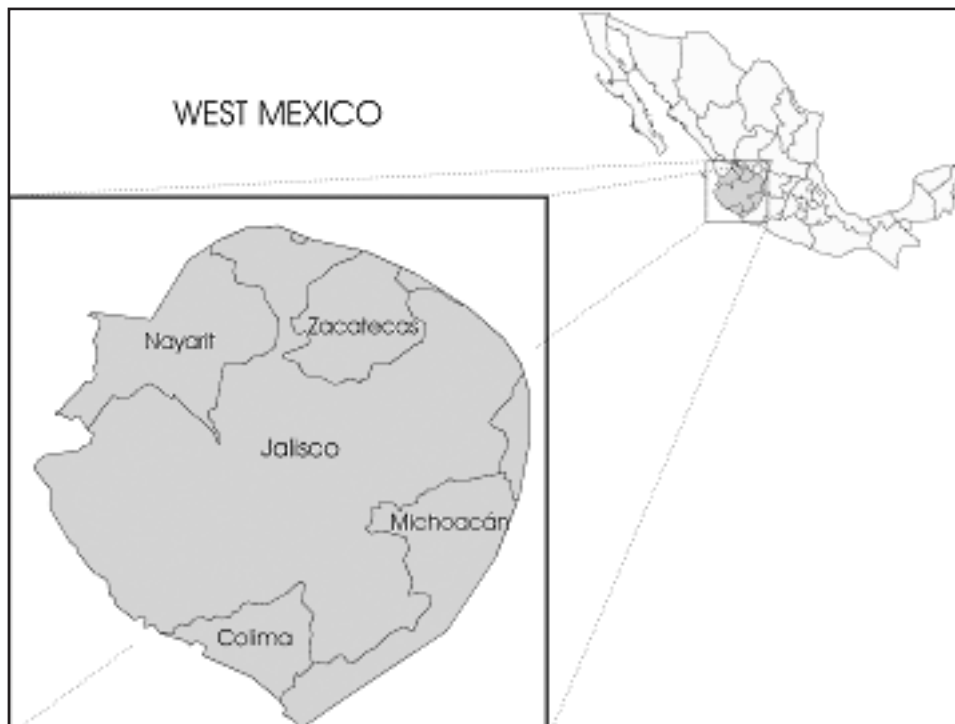 WEST MEXICO
Nayarit
Zacatecas
Jalisco
Michoacán
Colima